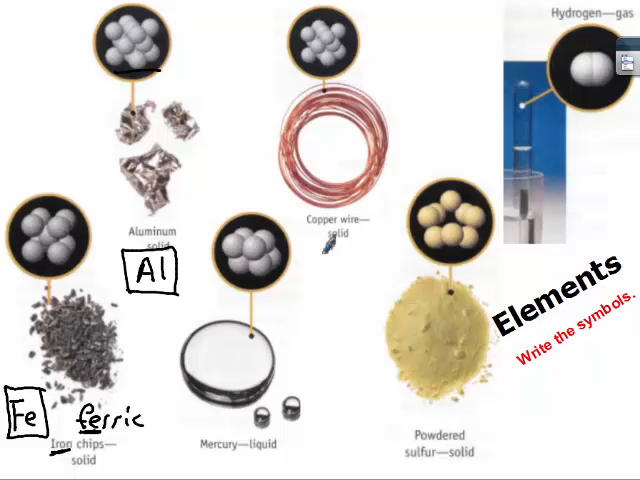 Hydrogen—gas
Aluminum
solid
Copper wire—
solid
Al
Elements
Write the symbols.
Fe
ferric
Iron chips—
solid
Mercury—liquid
Powdered
sulfur—solid